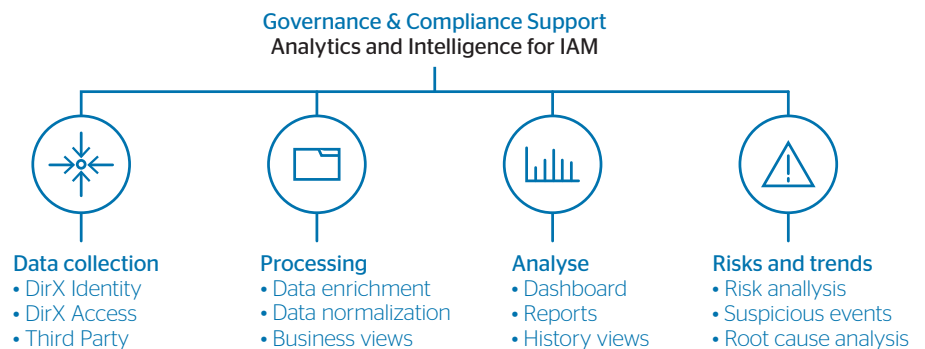 Governance & Compliance Support
Analytics and Intelligence for IAM
Data collection
• DirX Identity
• DirX Access
• Third Party
Processing
• Data enrichment
• Data normalization
• Business views
Analyse
• Dashboard
• Reports
• History views
Risks and trends
• Risk anallysis
• Suspicious events
• Root cause analysis